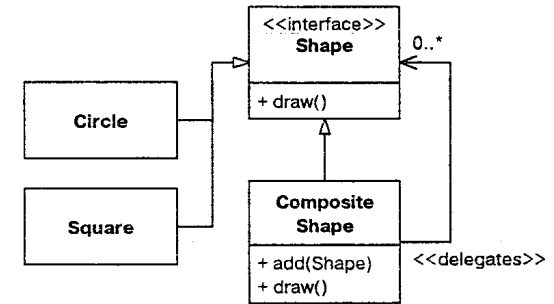 <<interface>>
Shape
0..*
+ draw()
Circle
Square
Composite
Shape
+ add(Shape)
+ draw()
<<delegates>>